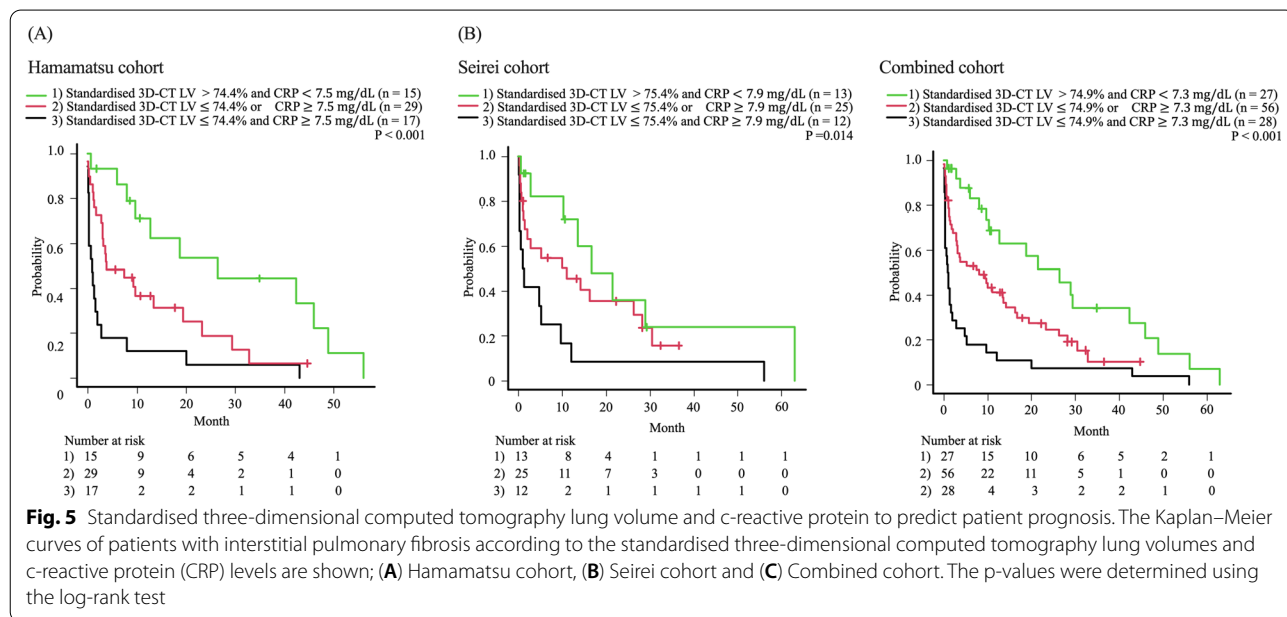 (A)
Hamamatsu cohort
1) Standardised 3D-CT LV > 74.4% and CRP < 7.5 mg/dL (n = 15)
2) Standardised 3D-CT LV ≤ 74.4% or CRP ≥ 7.5 mg/dL (n = 29)
3) Standardised 3D-CT LV ≤ 74.4% and CRP ≥ 7.5 mg/dL (n = 17)
P < 0.001
1.0
0.8
0.6
0.4
0.2
0
Probability
0 10 20 30 40 50
Month
Number at risk
1) 15 9 6 5 4 1
2) 29 9 4 2 1 0
3) 17 2 2 1 1 0
(B)
Seirei cohort
1) Standardised 3D-CT LV > 75.4% and CRP < 7.9 mg/dL (n = 13)
2) Standardised 3D-CT LV ≤ 75.4% or CRP ≥ 7.9 mg/dL (n = 25)
3) Standardised 3D-CT LV ≤ 75.4% and CRP ≥ 7.9 mg/dL (n = 12)
P =0.014
1.0
0.8
0.6
0.4
0.2
0
Probability
0 10 20 30 40 50 60
Month
Number at risk
1) 13 8 4 1 1 1 1
2) 25 11 7 3 0 0 0
3) 12 2 1 1 1 1 0
Combined cohort
1) Standardised 3D-CT LV > 74.9% and CRP < 7.3 mg/dL (n = 27)
2) Standardised 3D-CT LV ≤ 74.9% or CRP ≥ 7.3 mg/dL (n = 56)
3) Standardised 3D-CT LV ≤ 74.9% and CRP ≥ 7.3 mg/dL (n = 28)
P < 0.001
1.0
0.8
0.6
0.4
0.2
0
Probability
0 10 20 30 40 50 60
Month
Number at risk
1) 27 15 10 6 5 2 1
2) 56 22 11 5 1 0 0
2) 28 4 3 2 2 1 0
Fig. 5 Standardised three-dimensional computed tomography lung volume and c-reactive protein to predict patient prognosis. The Kaplan–Meier
curves of patients with interstitial pulmonary fibrosis according to the standardised three-dimensional computed tomography lung volumes and
c-reactive protein (CRP) levels are shown; (A) Hamamatsu cohort, (B) Seirei cohort and (C) Combined cohort. The p-values were determined using
the log-rank test